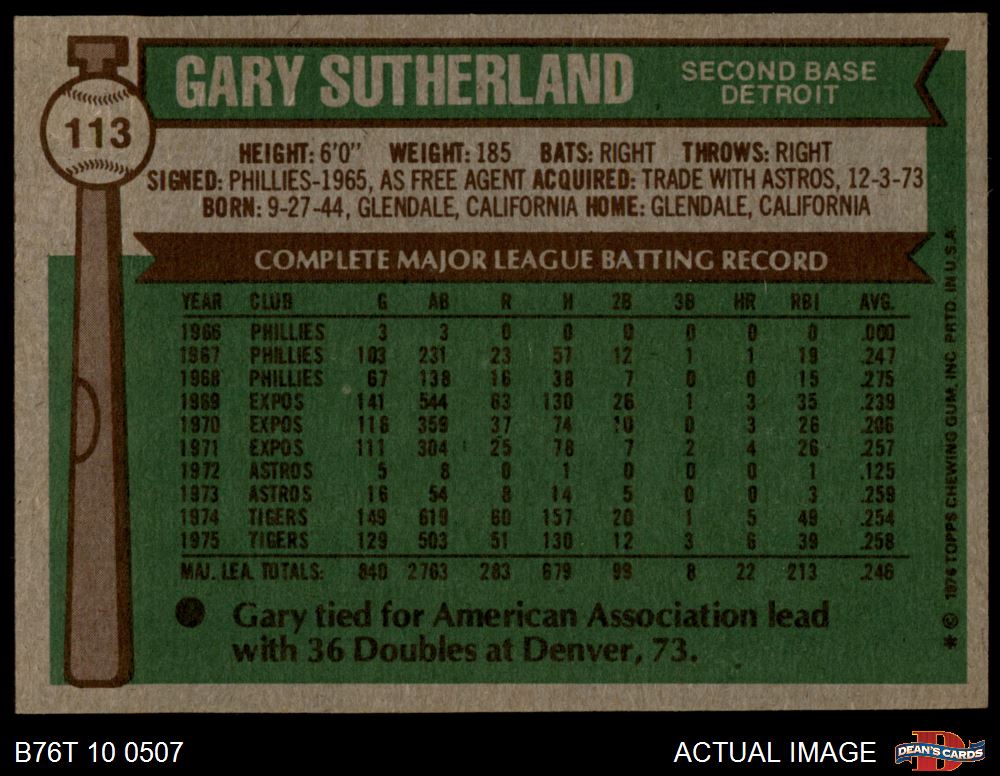 113
GARY SUTHERLAND
SECOND BASE
DETROIT
HEIGHT: 6'0" WEIGHT: 185 BATS: RIGHT THROWS: RIGHT
SIGNED: PHILLIES-1965, AS FREE AGENT ACQUIRED: TRADE WITH ASTROS, 12-3-73
BORN: 9-27-44, GLENDALE, CALIFORNIA HOME: GLENDALE, CALIFORNIA
COMPLETE MAJOR LEAGUE BATTING RECORD
YEAR CLUB G AB R H 2B 3B HR RBI AVG.
1966 PHILLIES 3 3 0 0 0 0 0 0 .000
1967 PHILLIES 103 231 23 57 12 1 1 19 .247
1968 PHILLIES 67 138 16 38 7 0 0 15 .275
1969 EXPOS 141 544 63 130 26 1 3 35 .239
1970 EXPOS 116 359 37 74 10 0 3 26 .206
1971 EXPOS 111 304 25 78 7 2 4 26 .257
1972 ASTROS 5 8 0 1 0 0 0 1 .125
1973 ASTROS 16 54 8 14 5 0 0 3 .259
1974 TIGERS 149 619 60 157 20 1 5 49 .254
1975 TIGERS 129 503 51 130 12 3 6 39 .258
MAJ. LEA. TOTALS: 840 2763 283 679 99 8 22 213 .246
Gary tied for American Association lead
with 36 Doubles at Denver, 73.
* © 1976 TOPPS CHEWING GUM, INC. PRTD. IN U.S.A.
B76T 10 0507
ACTUAL IMAGE
DEAN'S CARDS